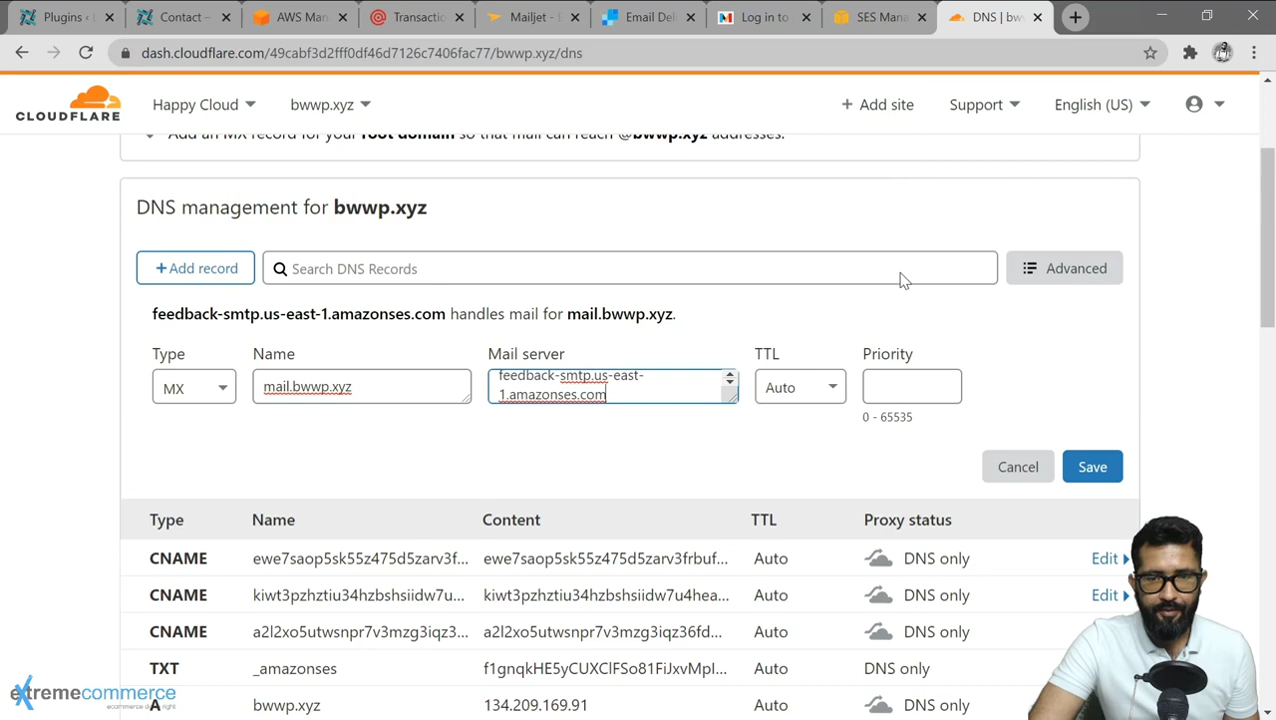 Plugins
Contact –
AWS Man
Transactio
Mailjet -
Email Del
Log in to
SES Mana
DNS | bw
dash.cloudflare.com/49cabf3d2fff0df46d7126c7406fac77/bwwp.xyz/dns
CLOUDFLARE
Happy Cloud
bwwp.xyz
+ Add site
Support
English (US)
Add an MX record for your root domain so that mail can reach @bwwp.xyz addresses.
DNS management for bwwp.xyz
+ Add record
Search DNS Records
Advanced
feedback-smtp.us-east-1.amazonses.com handles mail for mail.bwwp.xyz.
Type Name Mail server TTL Priority
MX
mail.bwwp.xyz
feedback-smtp.us-east-
1.amazonses.com
Auto
0 - 65535
Cancel
Save
Type Name Content TTL Proxy status
CNAME ewe7saop5sk55z475d5zarv3f... ewe7saop5sk55z475d5zarv3frbuf... Auto DNS only Edit
CNAME kiwt3pzhztiu34hzbshsiidw7u... kiwt3pzhztiu34hzbshsiidw7u4hea... Auto DNS only Edit
CNAME a2l2xo5utwsnpr7v3mzg3iqz3... a2l2xo5utwsnpr7v3mzg3iqz36fd... Auto DNS only
TXT _amazonses f1gnqkHE5yCUXClFSo81FiJxvMpl... Auto DNS only
A bwwp.xyz 134.209.169.91 Auto DNS only
extremecommerce
ecommerce done right